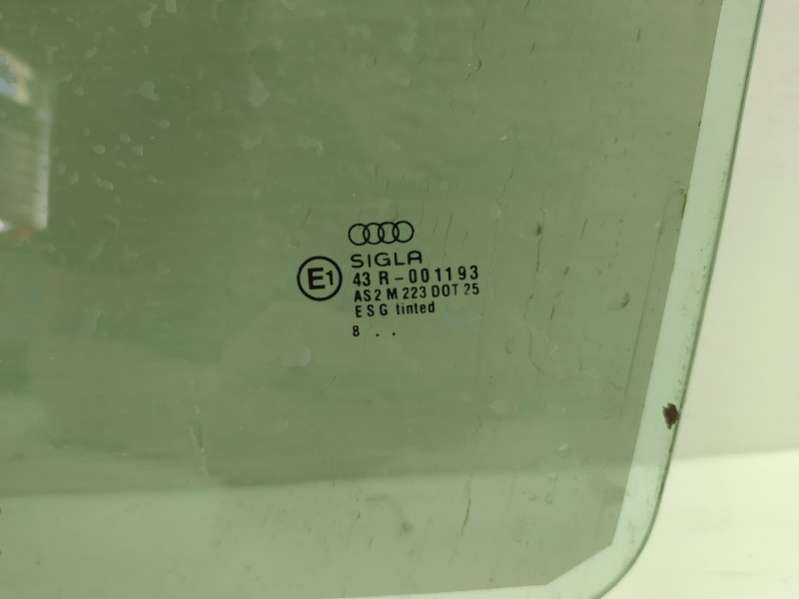 SIGLA
E1
43 R-001193
AS2 M 223 DOT 25
ESG tinted
8 . .